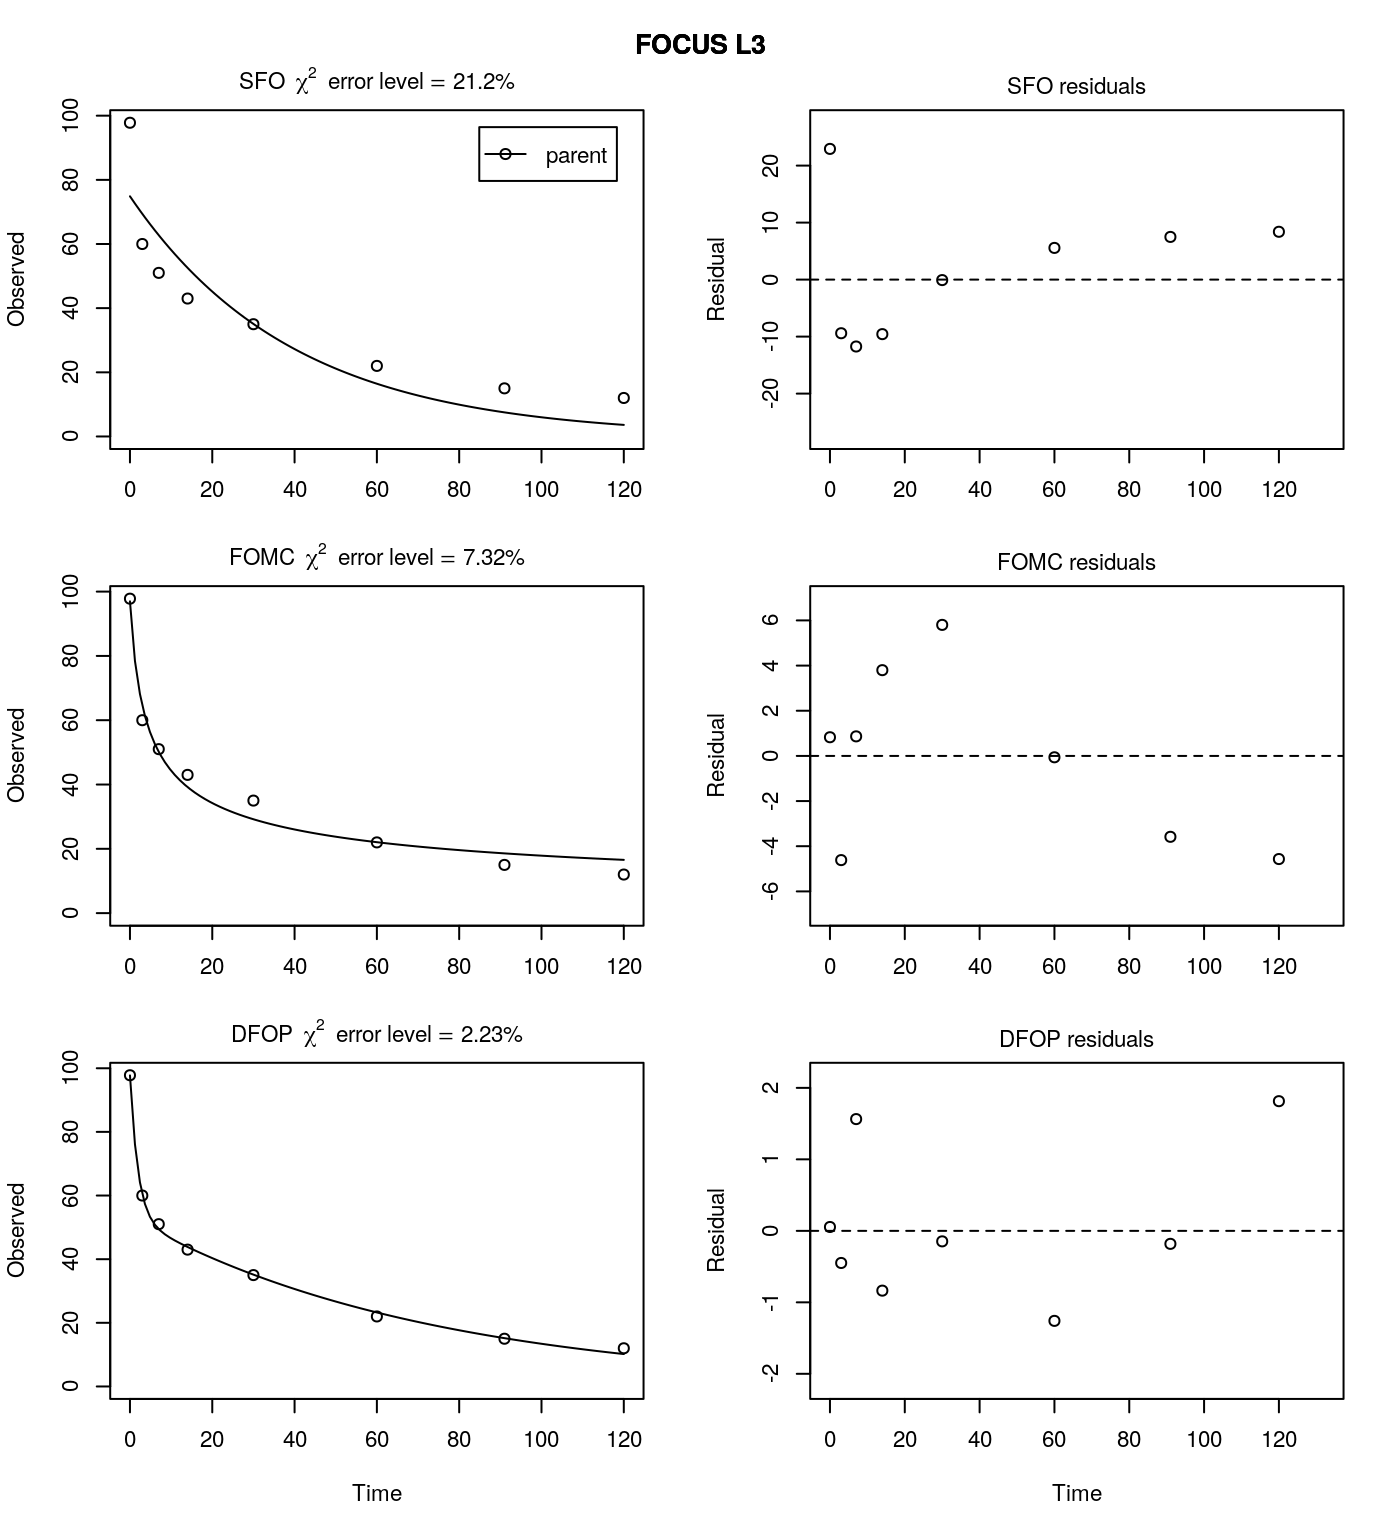 FOCUS L3
SFO χ² error level = 21.2%
SFO residuals
Observed
100
80
60
40
20
0
parent
0 20 40 60 80 100 120
Residual
20
10
0
-10
-20
0 20 40 60 80 100 120
FOMC χ² error level = 7.32%
FOMC residuals
Observed
100
80
60
40
20
0
0 20 40 60 80 100 120
Residual
6
4
2
0
-2
-4
-6
0 20 40 60 80 100 120
DFOP χ² error level = 2.23%
DFOP residuals
Observed
100
80
60
40
20
0
0 20 40 60 80 100 120
Time
Residual
2
1
0
-1
-2
0 20 40 60 80 100 120
Time